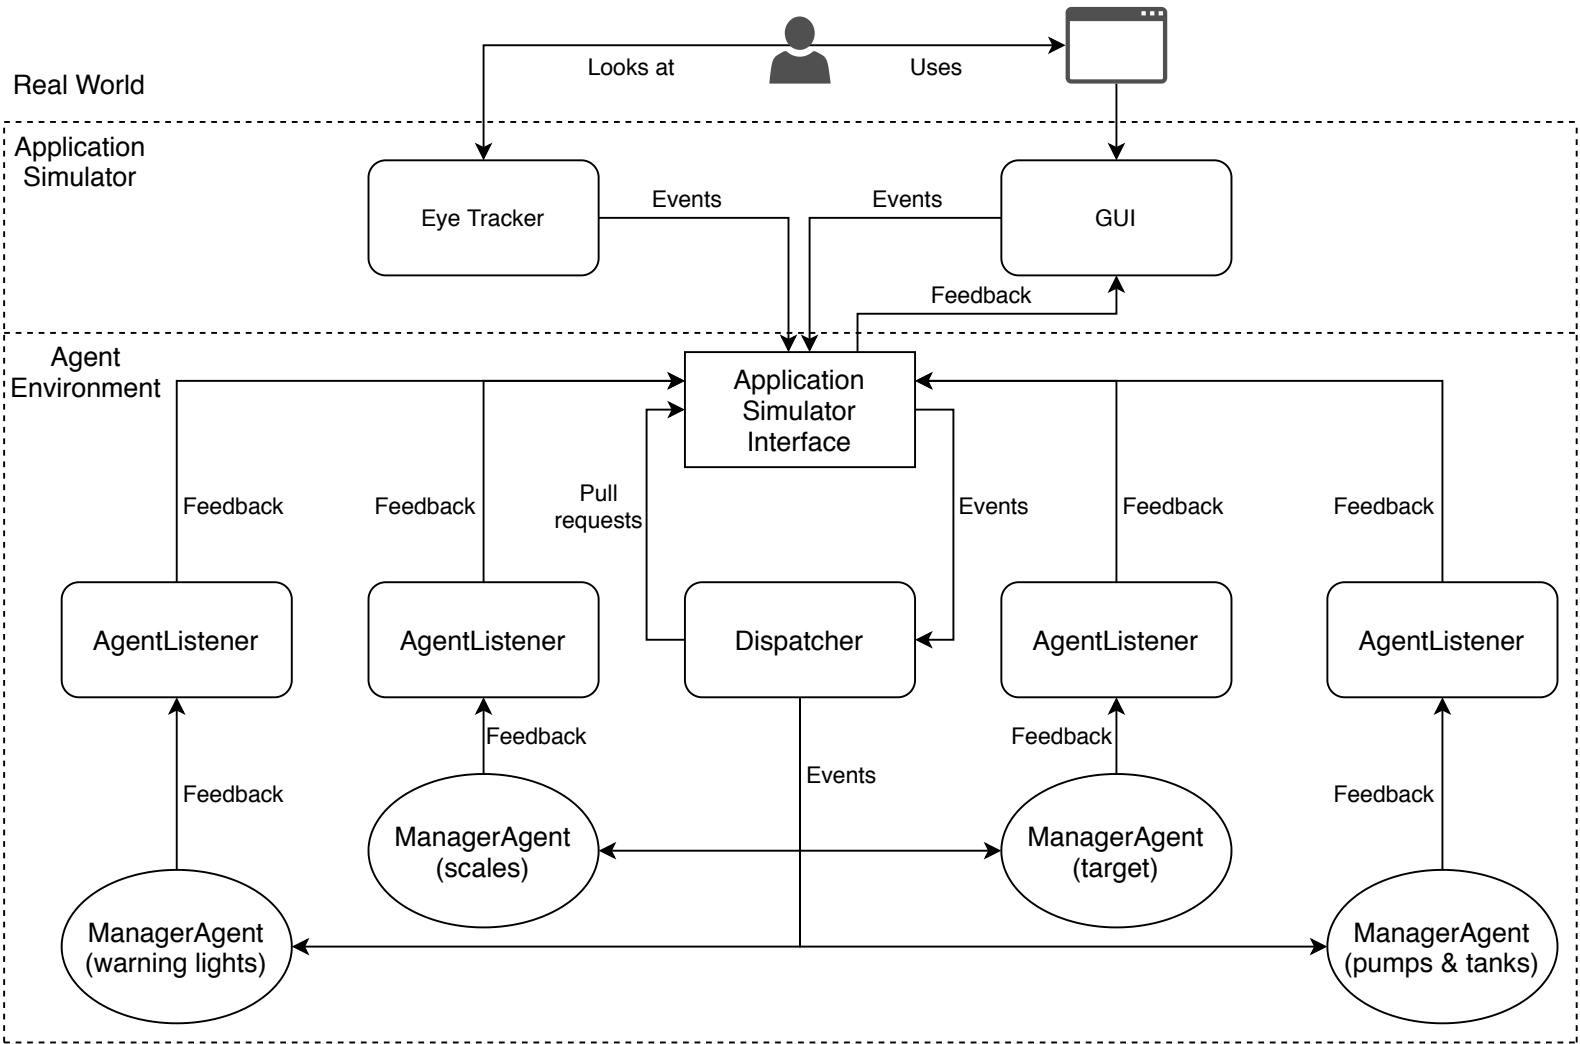 Looks at
Uses
Real World
Application
Simulator
Eye Tracker
Events
Events
GUI
Feedback
Agent
Environment
Application
Simulator
Interface
Feedback
Feedback
Pull
requests
Events
Feedback
Feedback
AgentListener
AgentListener
Dispatcher
AgentListener
AgentListener
Feedback
Feedback
Events
Feedback
Feedback
ManagerAgent
(scales)
ManagerAgent
(target)
ManagerAgent
(warning lights)
ManagerAgent
(pumps & tanks)